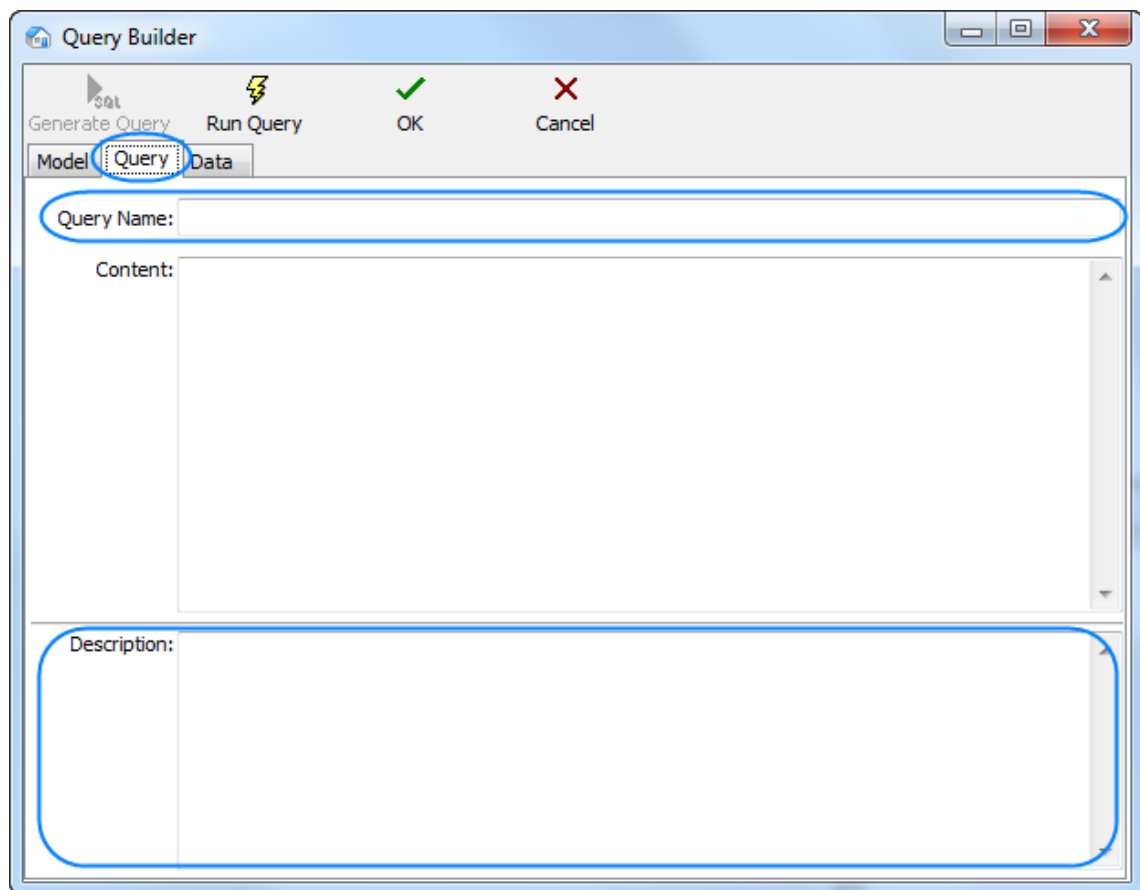 Query Builder
SQL
Generate Query Run Query OK Cancel
Model Query Data
Query Name:
Content:
Description: